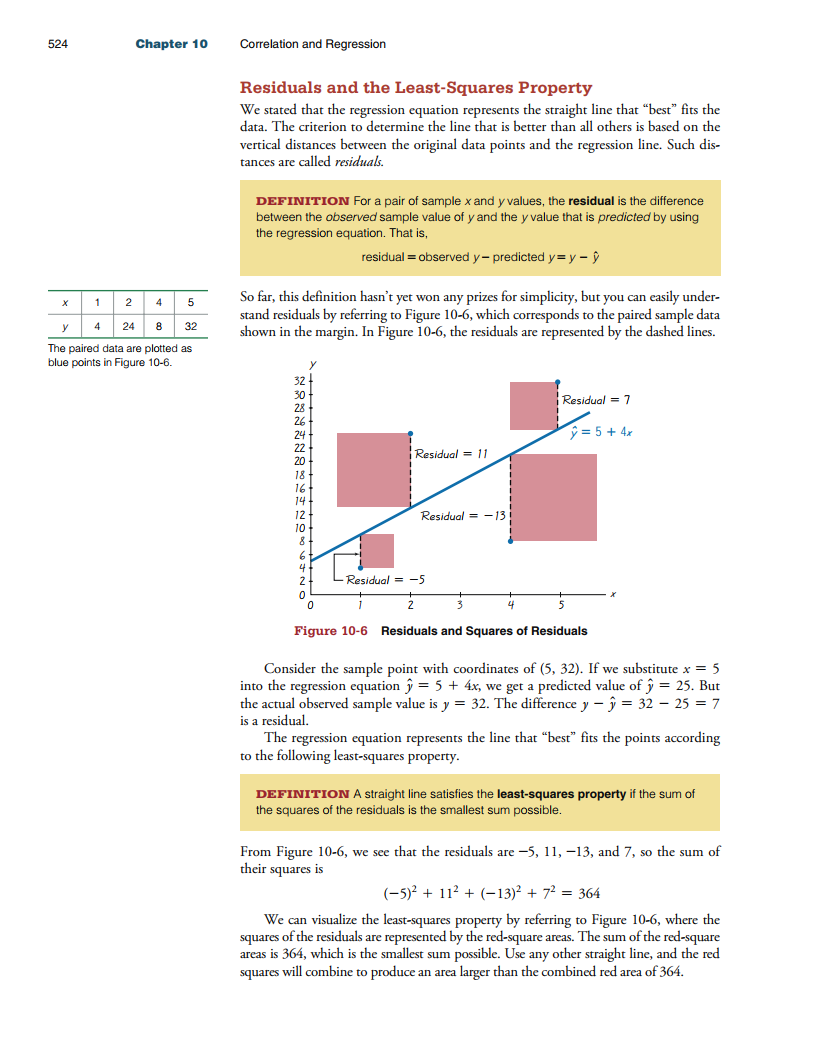 524 Chapter 10 Correlation and Regression
Residuals and the Least-Squares Property
We stated that the regression equation represents the straight line that “best” fits the
data. The criterion to determine the line that is better than all others is based on the
vertical distances between the original data points and the regression line. Such dis-
tances are called residuals.
DEFINITION For a pair of sample x and y values, the residual is the difference
between the observed sample value of y and the y value that is predicted by using
the regression equation. That is,
residual = observed y − predicted y = y − ŷ
x 1 2 4 5
y 4 24 8 32
The paired data are plotted as
blue points in Figure 10-6.
So far, this definition hasn’t yet won any prizes for simplicity, but you can easily under-
stand residuals by referring to Figure 10-6, which corresponds to the paired sample data
shown in the margin. In Figure 10-6, the residuals are represented by the dashed lines.
y
32
30
28
26
24
22
20
18
16
14
12
10
8
6
4
2
0
Residual = 7
ŷ = 5 + 4x
Residual = 11
Residual = −13
Residual = −5
0 1 2 3 4 5 x
Figure 10-6 Residuals and Squares of Residuals
Consider the sample point with coordinates of (5, 32). If we substitute x = 5
into the regression equation ŷ = 5 + 4x, we get a predicted value of ŷ = 25. But
the actual observed sample value is y = 32. The difference y − ŷ = 32 − 25 = 7
is a residual.
The regression equation represents the line that “best” fits the points according
to the following least-squares property.
DEFINITION A straight line satisfies the least-squares property if the sum of
the squares of the residuals is the smallest sum possible.
From Figure 10-6, we see that the residuals are −5, 11, −13, and 7, so the sum of
their squares is
(−5)² + 11² + (−13)² + 7² = 364
We can visualize the least-squares property by referring to Figure 10-6, where the
squares of the residuals are represented by the red-square areas. The sum of the red-square
areas is 364, which is the smallest sum possible. Use any other straight line, and the red
squares will combine to produce an area larger than the combined red area of 364.